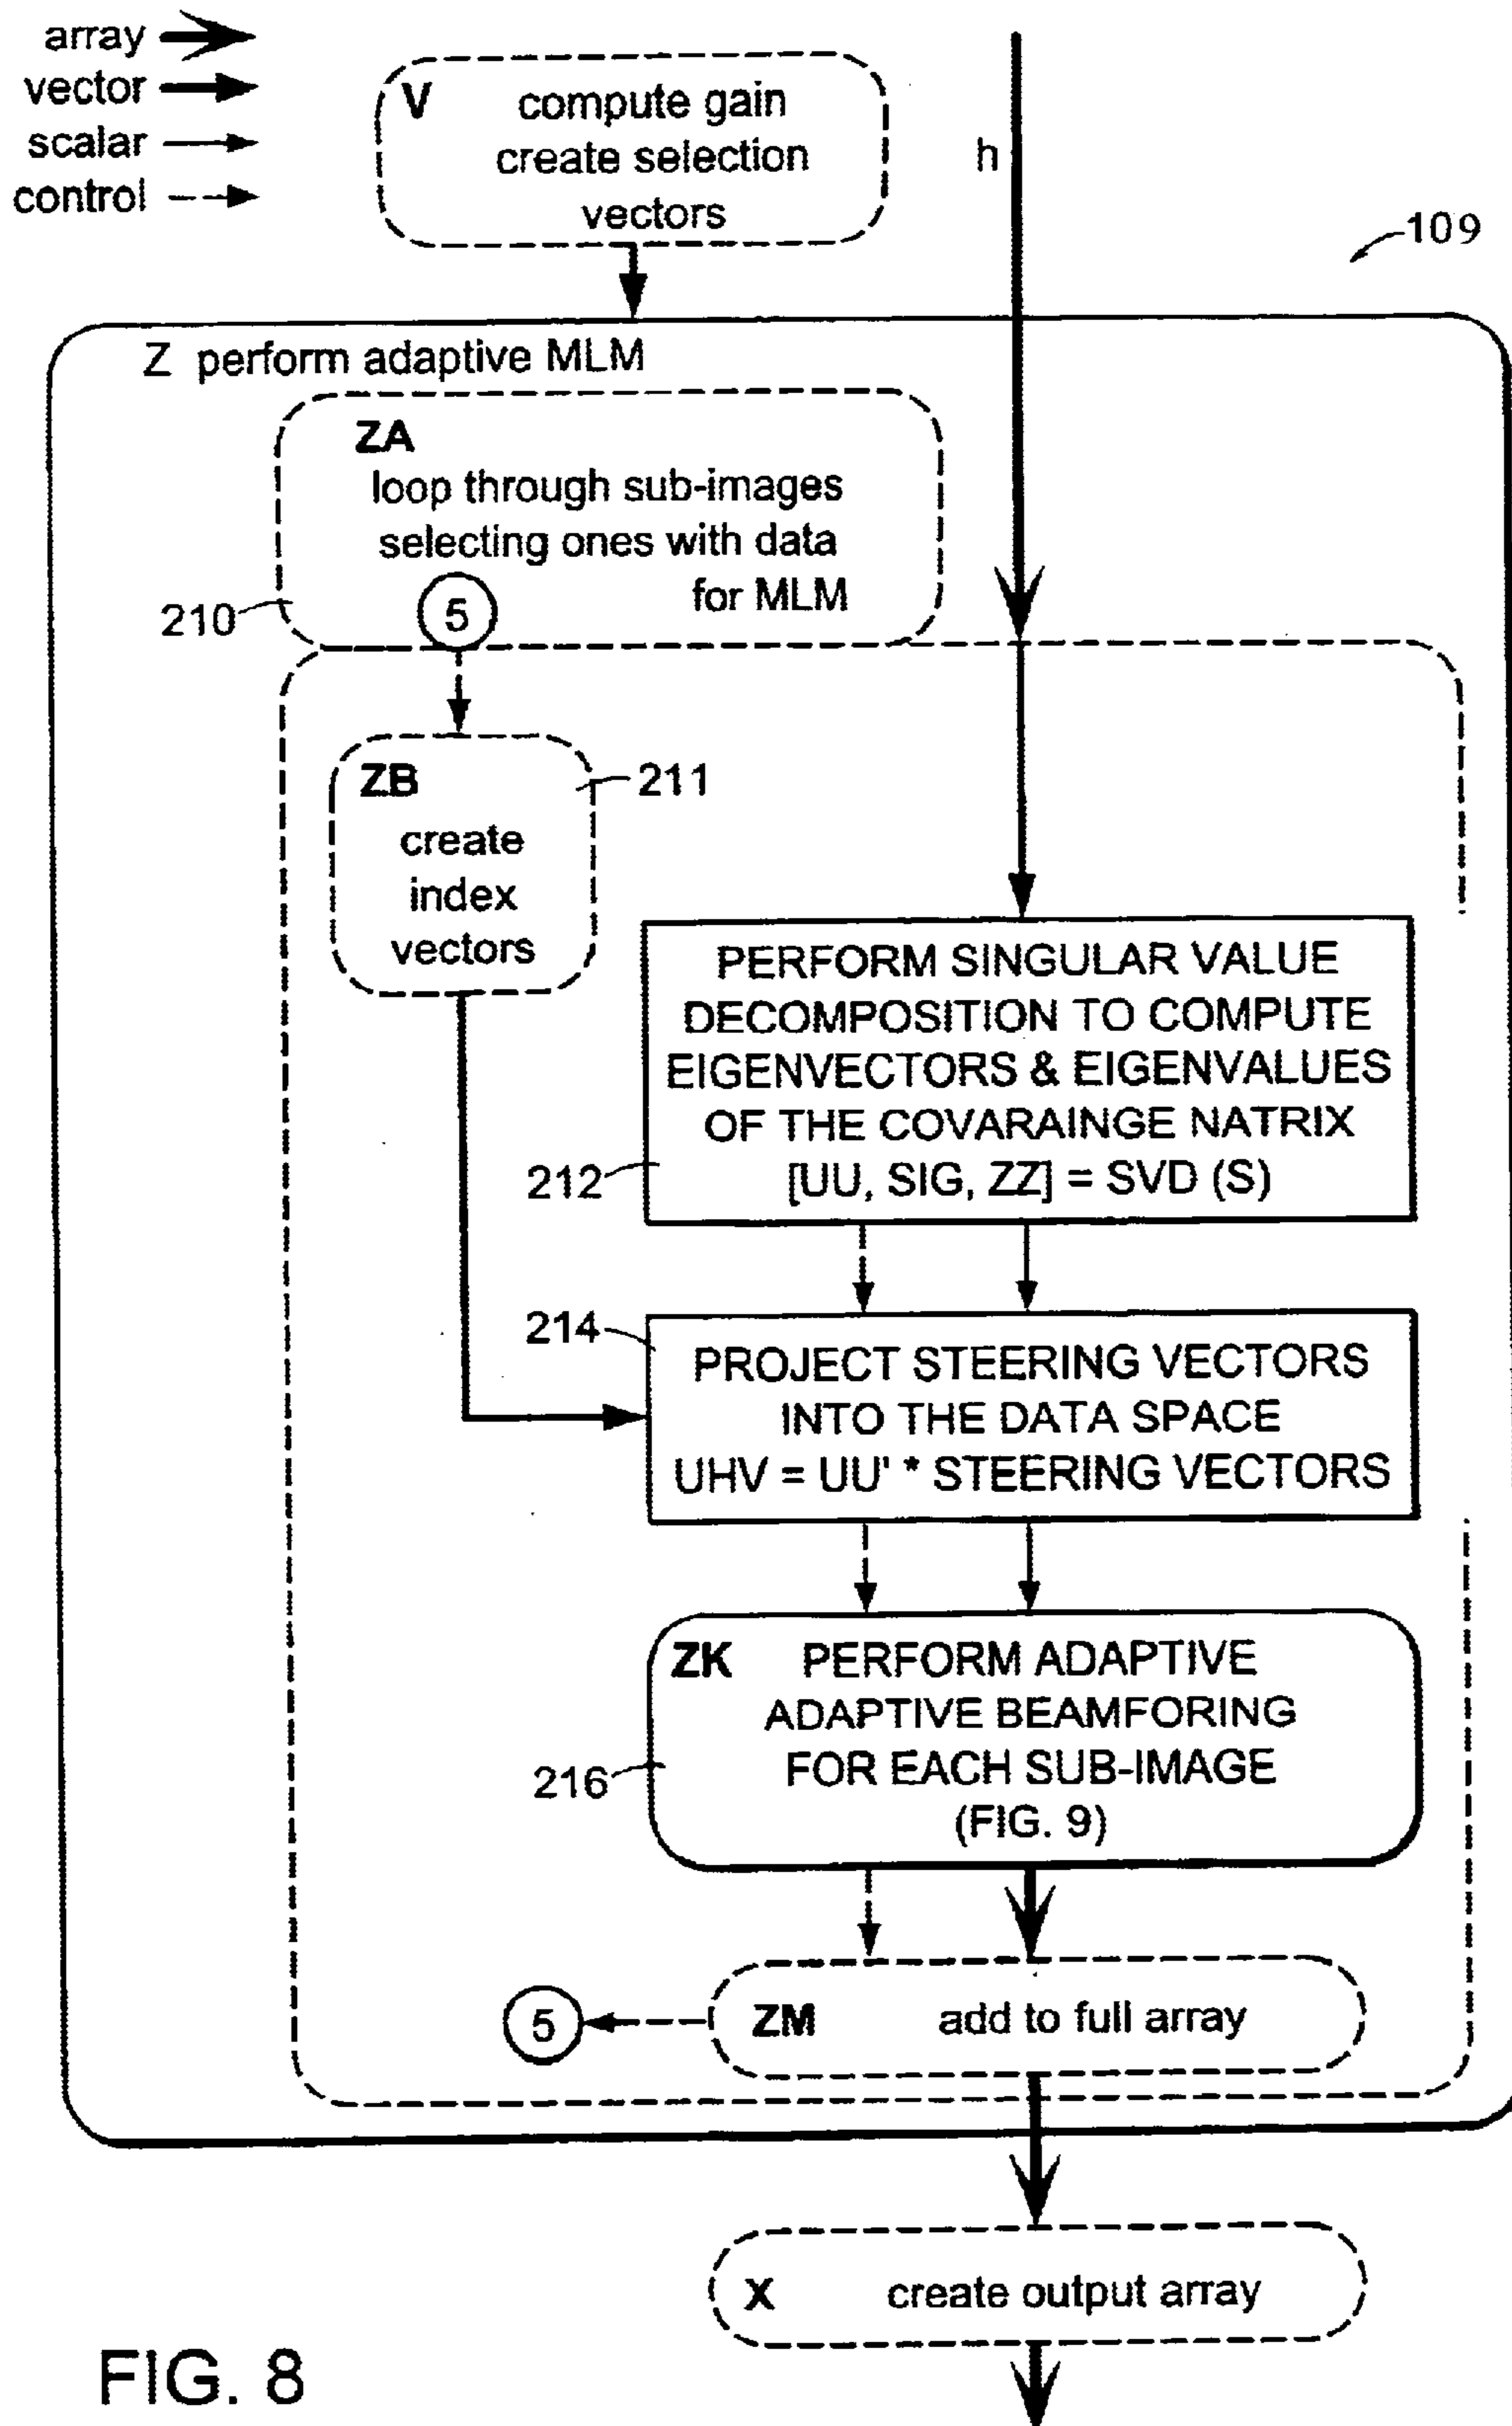 array
vector
scalar
control
V compute gain
create selection
vectors
h
109
Z perform adaptive MLM
ZA
loop through sub-images
selecting ones with data
for MLM
210
5
ZB
211
create
index
vectors
PERFORM SINGULAR VALUE
DECOMPOSITION TO COMPUTE
EIGENVECTORS & EIGENVALUES
OF THE COVARAINGE NATRIX
[UU, SIG, ZZ] = SVD (S)
212
214
PROJECT STEERING VECTORS
INTO THE DATA SPACE
UHV = UU' * STEERING VECTORS
ZK PERFORM ADAPTIVE
ADAPTIVE BEAMFORING
FOR EACH SUB-IMAGE
(FIG. 9)
216
5
ZM add to full array
X create output array
FIG. 8